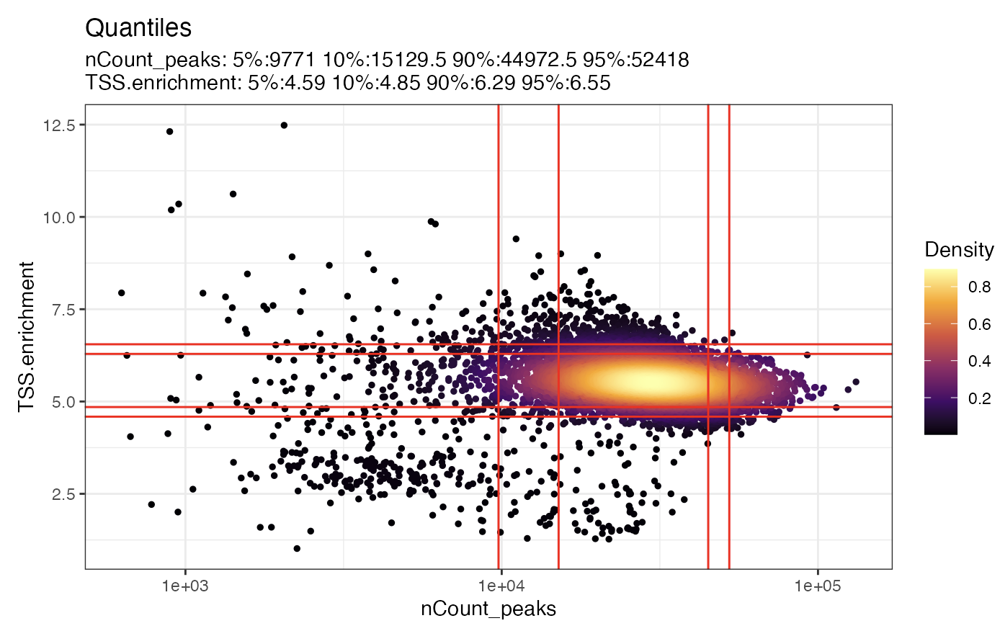 Quantiles
nCount_peaks: 5%:9771 10%:15129.5 90%:44972.5 95%:52418
TSS.enrichment: 5%:4.59 10%:4.85 90%:6.29 95%:6.55
12.5
10.0
7.5
5.0
2.5
TSS.enrichment
1e+03
1e+04
1e+05
nCount_peaks
Density
0.8
0.6
0.4
0.2